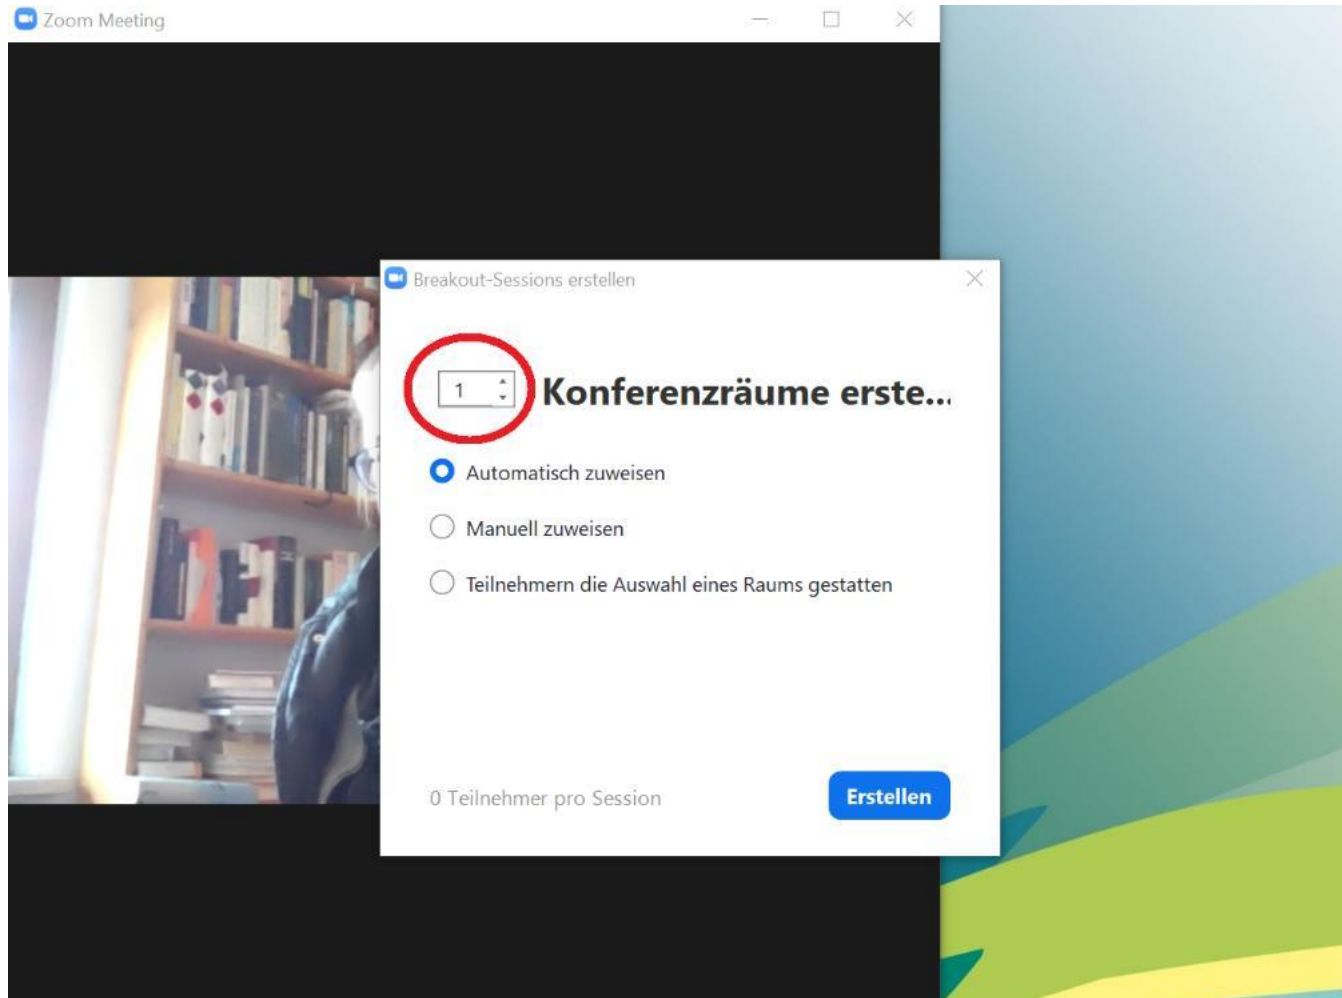 Zoom Meeting
Breakout-Sessions erstellen
1 Konferenzräume erste...
Automatisch zuweisen
Manuell zuweisen
Teilnehmern die Auswahl eines Raums gestatten
0 Teilnehmer pro Session
Erstellen